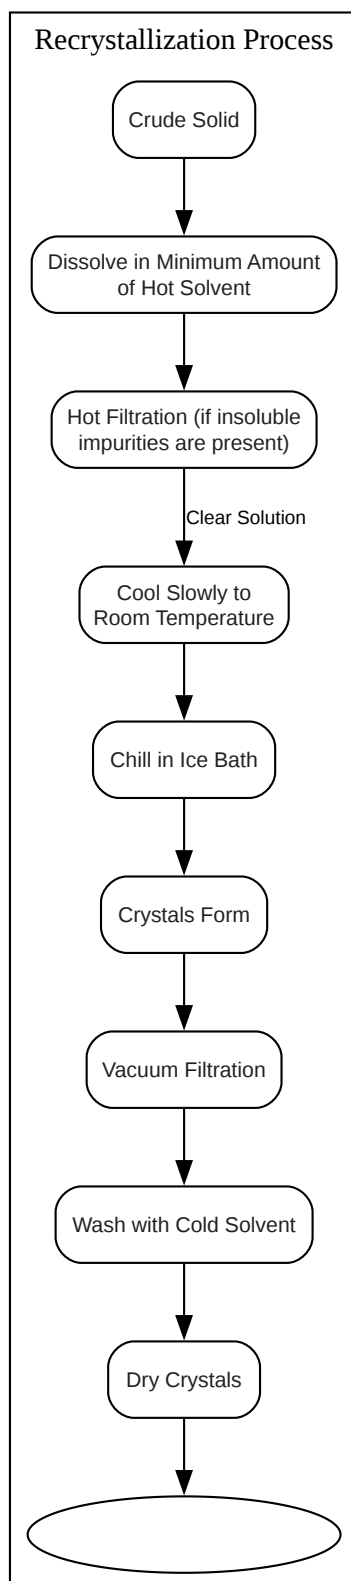 Recrystallization Process
Crude Solid
Dissolve in Minimum Amount
of Hot Solvent
Hot Filtration (if insoluble
impurities are present)
Clear Solution
Cool Slowly to
Room Temperature
Chill in Ice Bath
Crystals Form
Vacuum Filtration
Wash with Cold Solvent
Dry Crystals